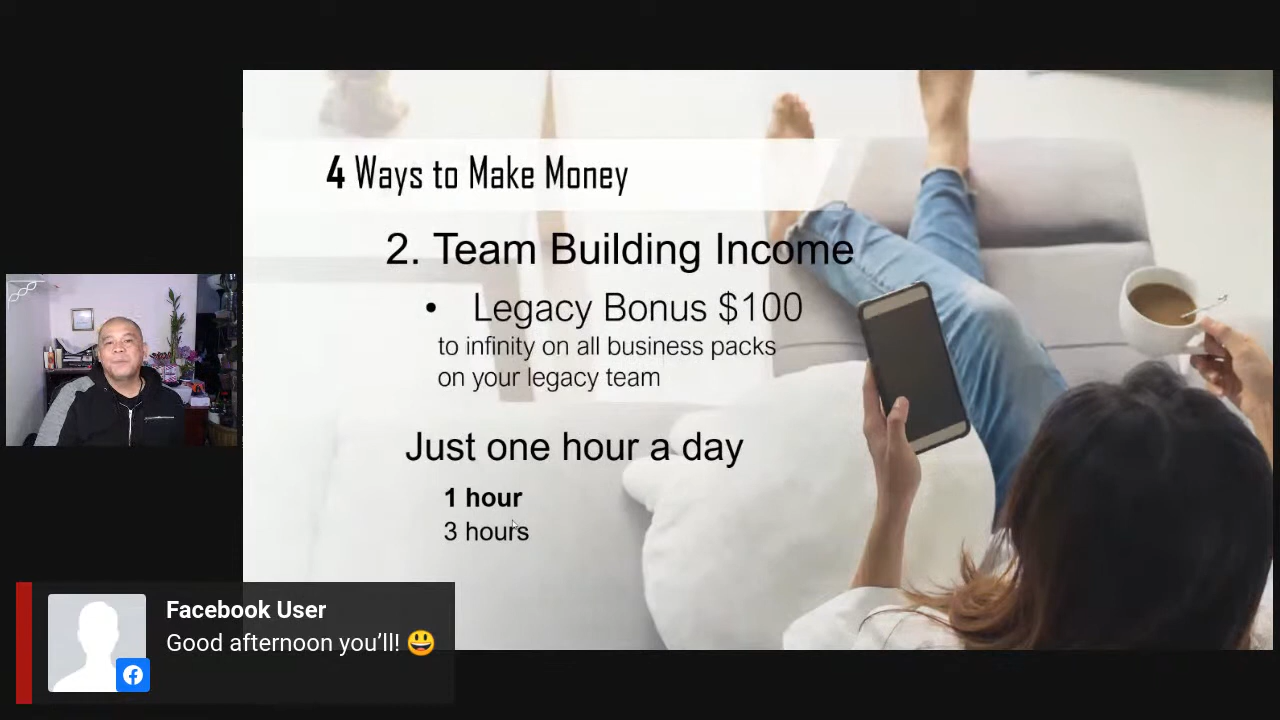 4 Ways to Make Money
2. Team Building Income
• Legacy Bonus $100
to infinity on all business packs
on your legacy team
Just one hour a day
1 hour
3 hours
Facebook User
Good afternoon you’ll! 😃